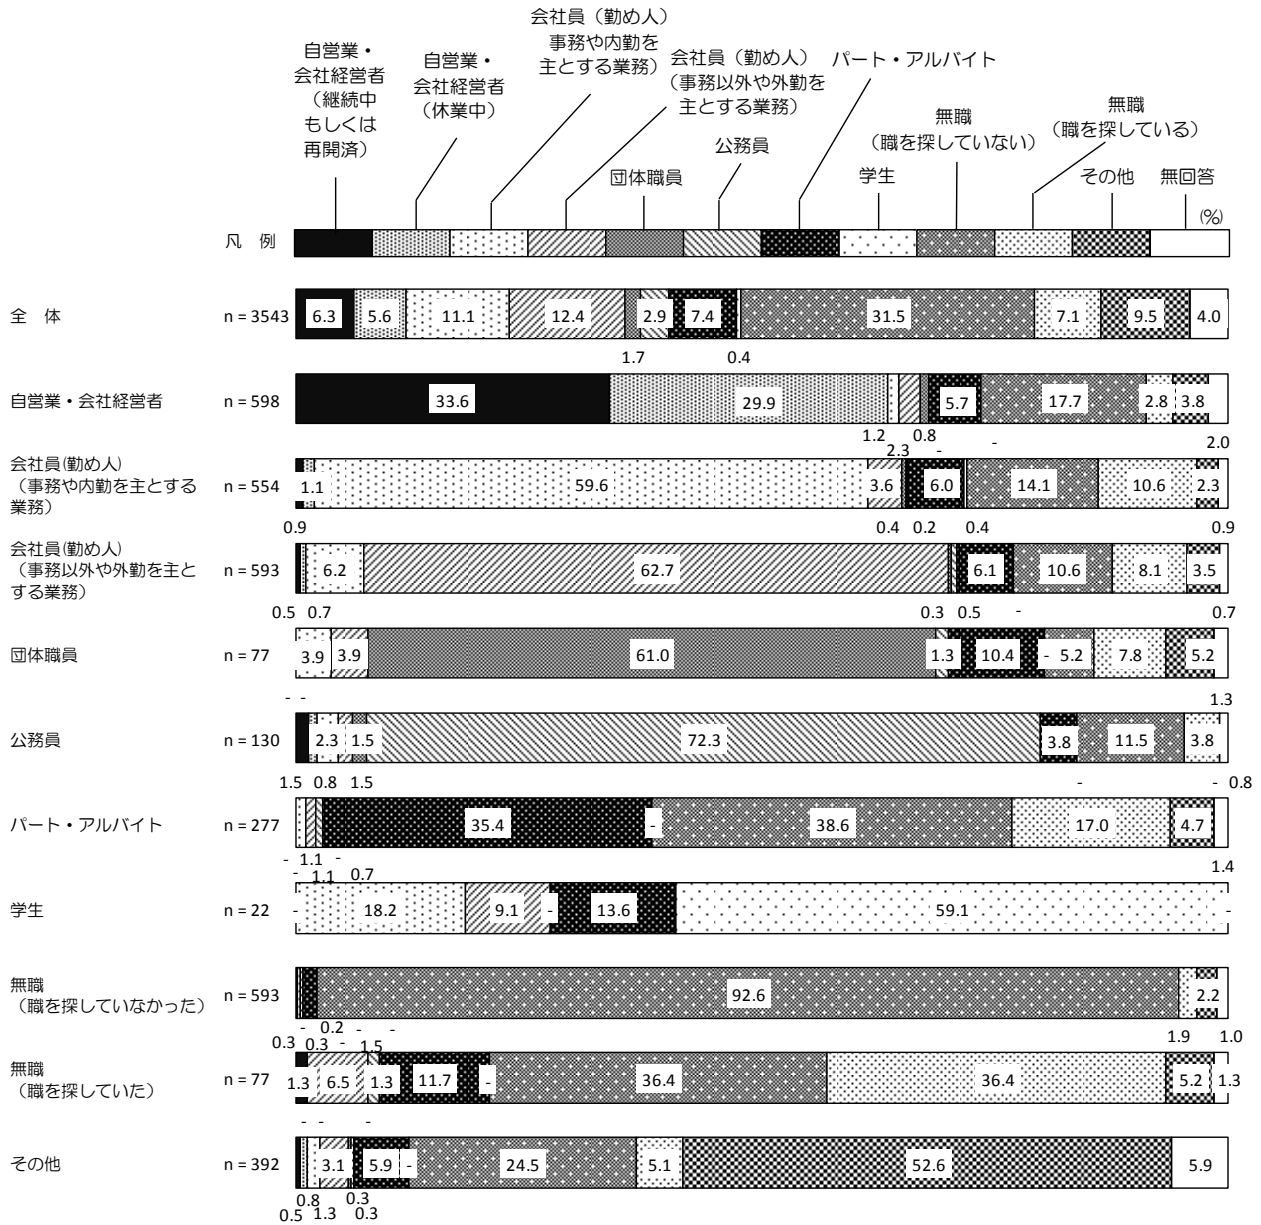 会社員（勤め人）
事務や内勤を
主とする業務）
自営業・
会社経営者
（継続中
もしくは
再開済）
自営業・
会社経営者
（休業中）
会社員（勤め人）
（事務以外や外勤を
主とする業務）
パート・アルバイト
無職
（職を探していない）
無職
（職を探している）
公務員
団体職員
学生
その他
無回答
(%)
凡　例
全　体
n = 3543
6.3 5.6 11.1 12.4 2.9 7.4 31.5 7.1 9.5 4.0
1.7 0.4
自営業・会社経営者
n = 598
33.6 29.9 5.7 17.7 2.8 3.8
1.2 0.8 - 2.0
2.3 -
会社員(勤め人)
（事務や内勤を主とする
業務）
n = 554
1.1 59.6 3.6 6.0 14.1 10.6 2.3
0.9 0.4 0.2 0.4 0.9
会社員(勤め人)
（事務以外や外勤を主と
する業務）
n = 593
6.2 62.7 6.1 10.6 8.1 3.5
0.5 0.7 0.3 0.5 - 0.7
団体職員
n = 77
3.9 3.9 61.0 1.3 10.4 - 5.2 7.8 5.2
- - 1.3
公務員
n = 130
2.3 1.5 72.3 3.8 11.5 3.8
1.5 0.8 1.5 - - 0.8
パート・アルバイト
n = 277
35.4 - 38.6 17.0 4.7
- 1.1 - 1.4
- 1.1 0.7
学生
n = 22
- 18.2 9.1 - 13.6 59.1 -
無職
（職を探していなかった）
n = 593
92.6 2.2
- 0.2 - - 1.9 1.0
0.3 0.3 - 1.5
無職
（職を探していた）
n = 77
1.3 6.5 1.3 11.7 - 36.4 36.4 5.2 1.3
- - -
その他
n = 392
3.1 5.9 - 24.5 5.1 52.6 5.9
0.8 0.3
0.5 1.3 0.3